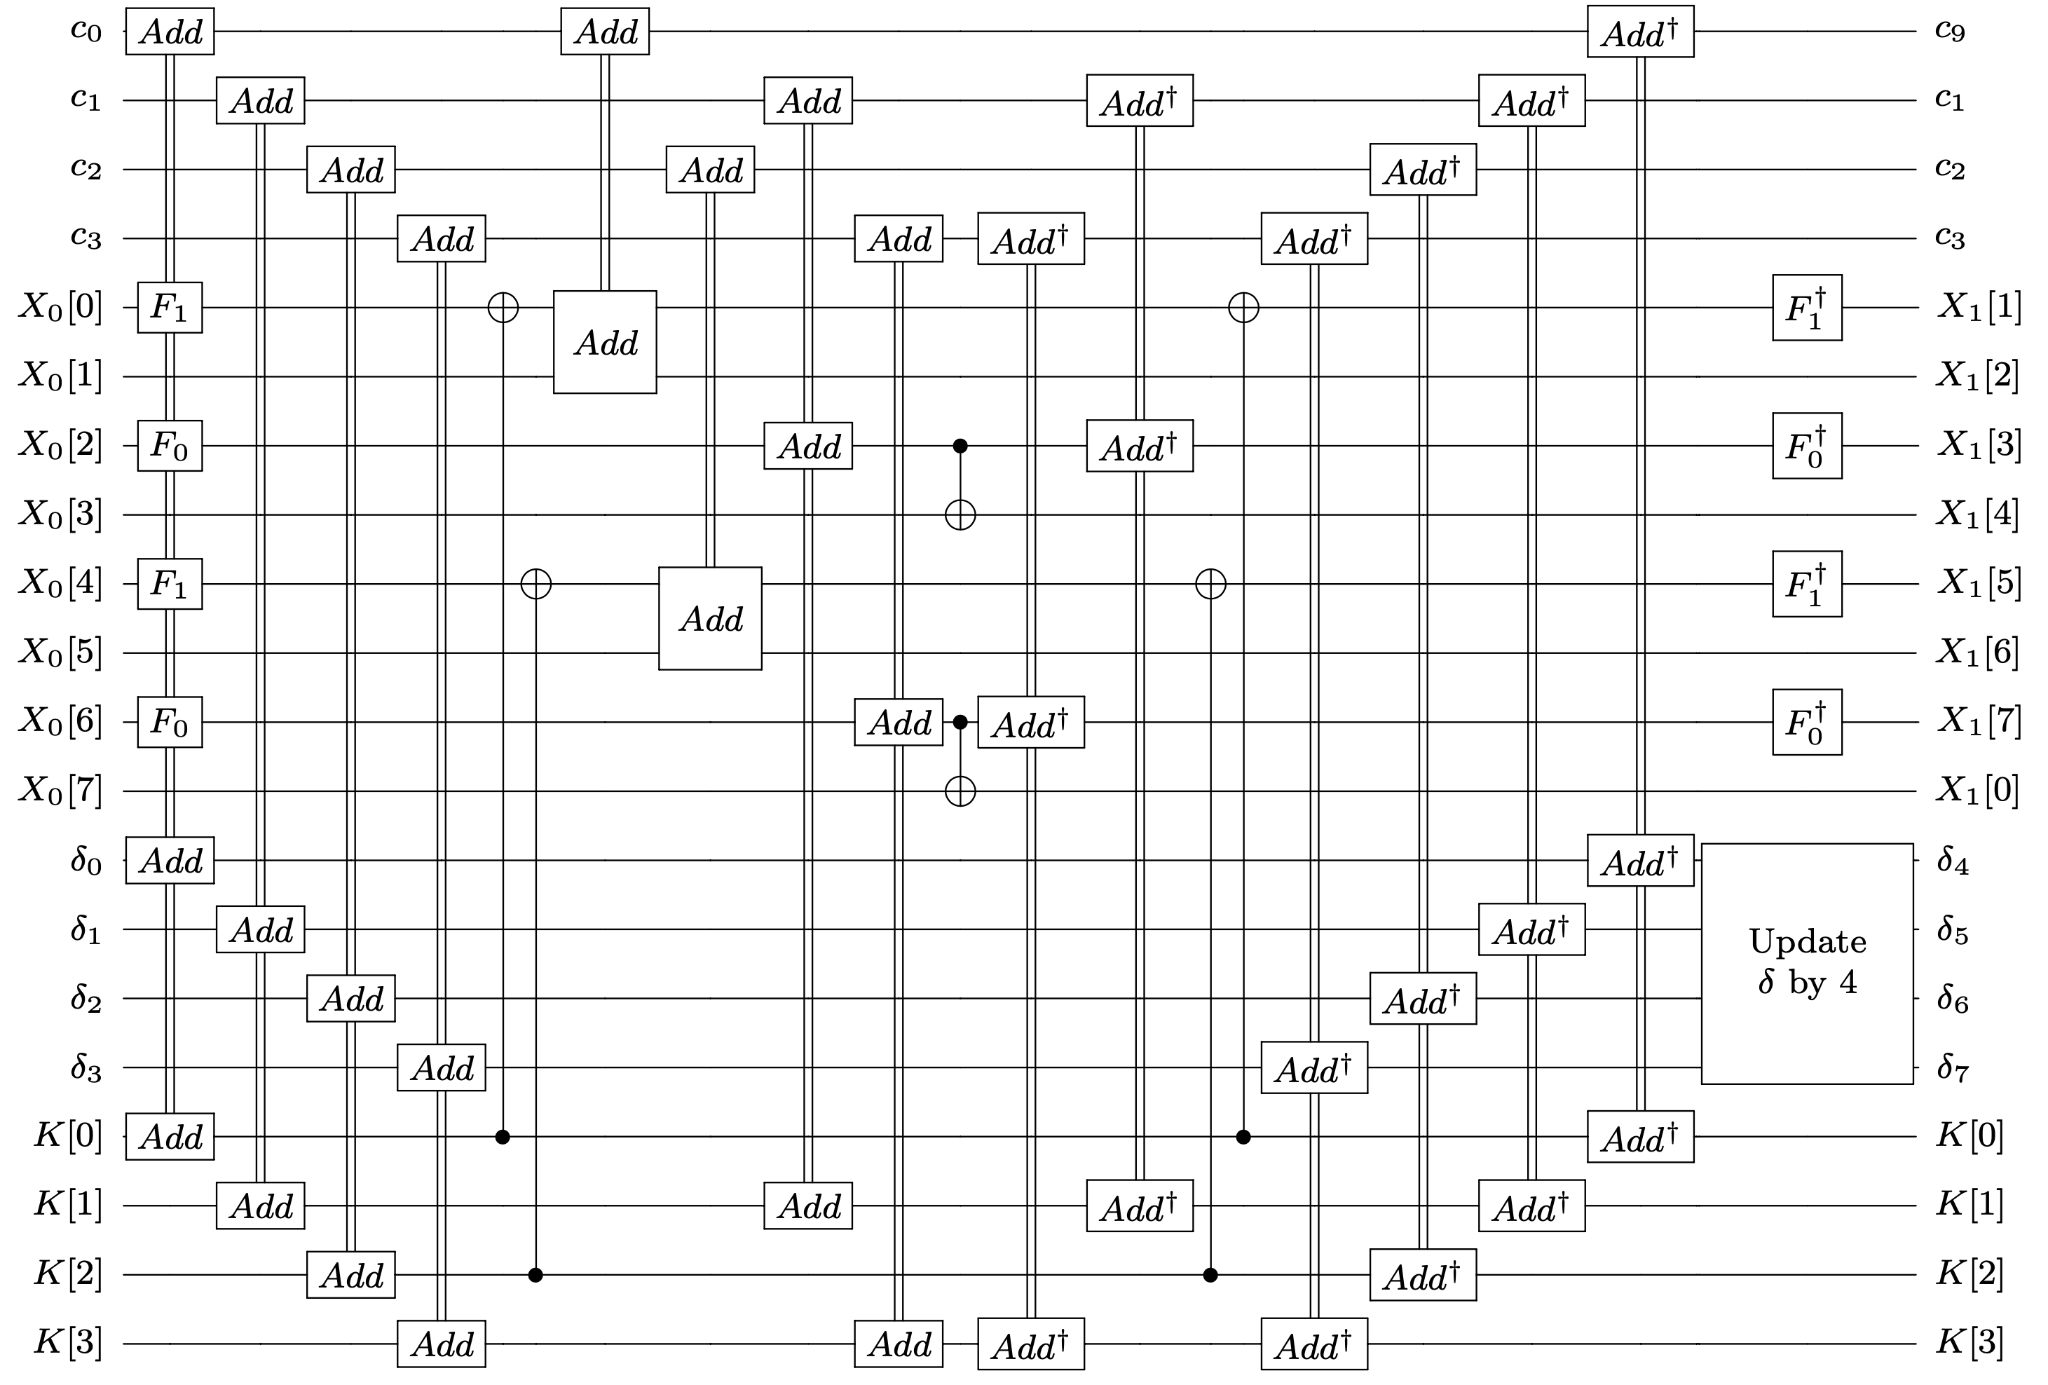 c₀ Add Add Add† c₉
c₁ Add Add Add† Add† c₁
c₂ Add Add Add† c₂
c₃ Add Add Add† Add† c₃
X₀[0] F₁ F₁† X₁[1]
Add
X₀[1] X₁[2]
X₀[2] F₀ Add Add† F₀† X₁[3]
X₀[3] X₁[4]
X₀[4] F₁ F₁† X₁[5]
Add
X₀[5] X₁[6]
X₀[6] F₀ Add Add† F₀† X₁[7]
X₀[7] X₁[0]
δ₀ Add Add† δ₄
δ₁ Add Add† δ₅
Update
δ by 4
δ₂ Add Add† δ₆
δ₃ Add Add† δ₇
K[0] Add Add† K[0]
K[1] Add Add Add† Add† K[1]
K[2] Add Add† K[2]
K[3] Add Add Add† Add† K[3]